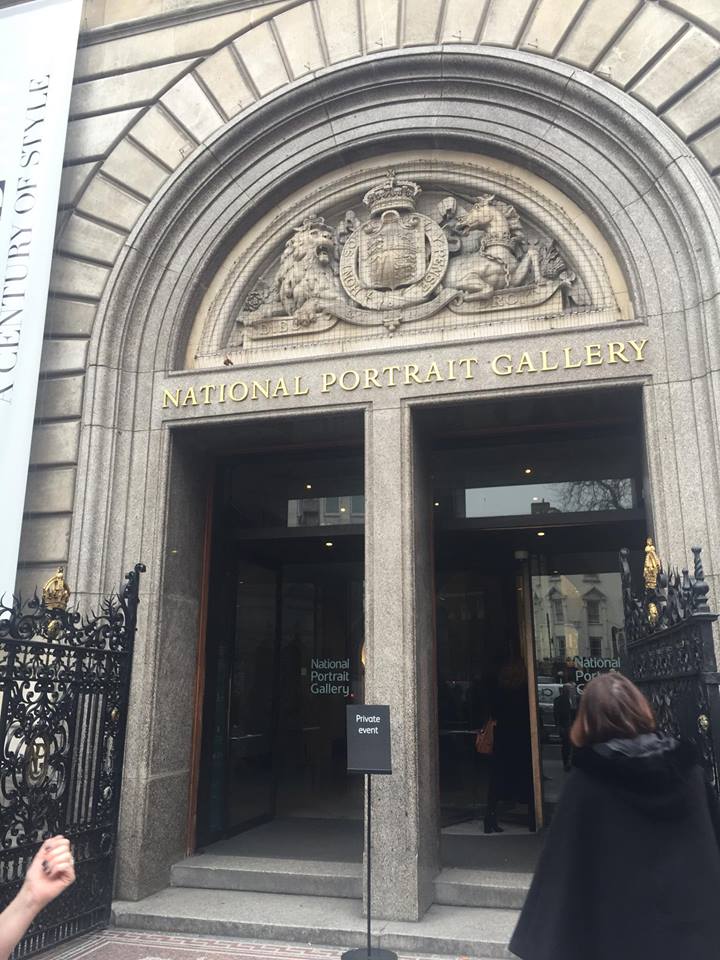 A CENTURY OF STYLE
NATIONAL PORTRAIT GALLERY
National
Portrait
Gallery
National
Private
event